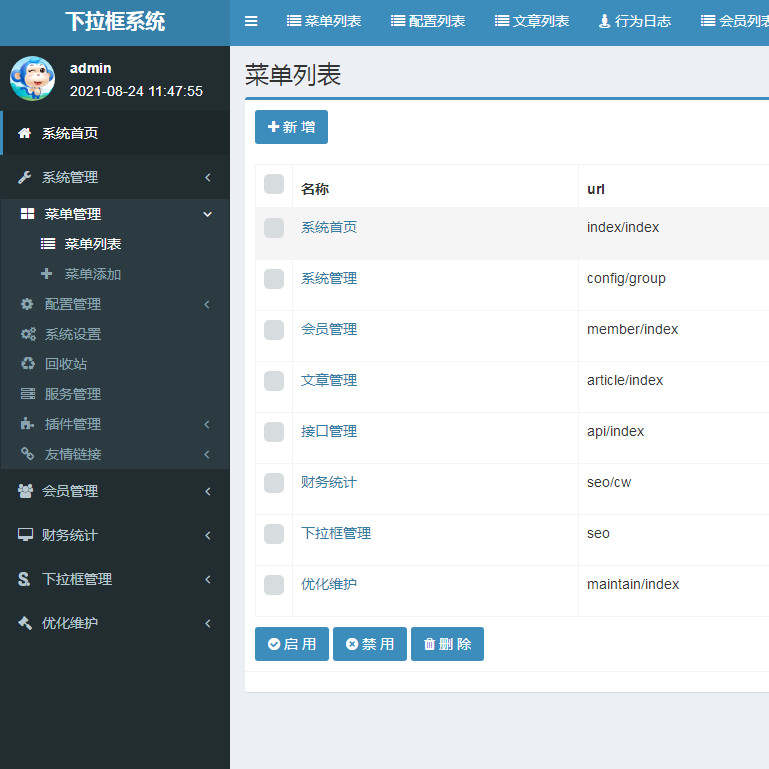 下拉框系统
菜单列表 配置列表 文章列表 行为日志 会员列表
admin
2021-08-24 11:47:55
系统首页
系统管理
菜单管理
菜单列表
菜单添加
配置管理
系统设置
回收站
服务管理
插件管理
友情链接
会员管理
财务统计
下拉框管理
优化维护
菜单列表
新 增
名称 url
系统首页 index/index
系统管理 config/group
会员管理 member/index
文章管理 article/index
接口管理 api/index
财务统计 seo/cw
下拉框管理 seo
优化维护 maintain/index
启 用 禁 用 删 除